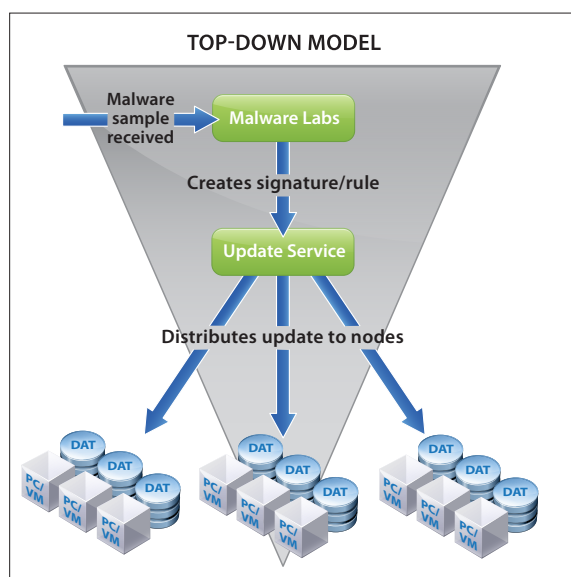 TOP-DOWN MODEL
Malware
sample
received
Malware Labs
Creates signature/rule
Update Service
Distributes update to nodes
DAT
DAT
DAT
PC/
VM
PC/
VM
PC/
VM
DAT
DAT
DAT
PC/
VM
PC/
VM
PC/
VM
DAT
DAT
DAT
PC/
VM
PC/
VM
PC/
VM